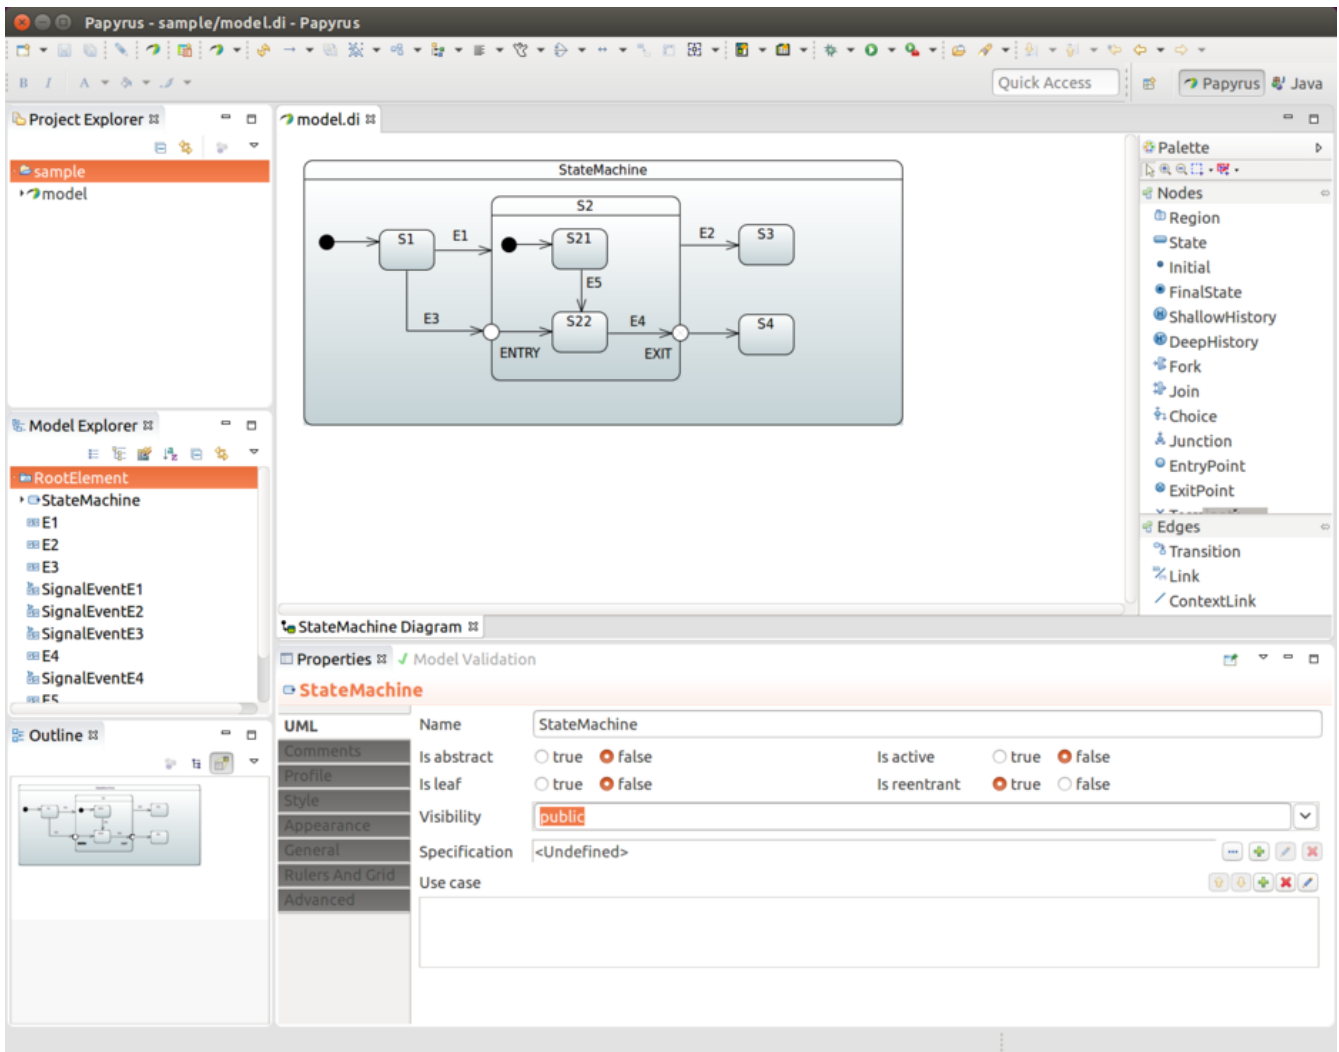 Papyrus - sample/model.di - Papyrus
B I A
Quick Access
Papyrus
Java
Project Explorer
sample
model
model.di
StateMachine
S2
S1
E1
S21
E2
S3
E5
E3
S22
E4
S4
ENTRY
EXIT
Palette
Nodes
Region
State
Initial
FinalState
ShallowHistory
DeepHistory
Fork
Join
Choice
Junction
EntryPoint
ExitPoint
Edges
Transition
Link
ContextLink
Model Explorer
RootElement
StateMachine
E1
E2
E3
SignalEventE1
SignalEventE2
SignalEventE3
E4
SignalEventE4
E5
StateMachine Diagram
Properties
Model Validation
StateMachine
UML
Comments
Profile
Style
Appearance
General
Rulers And Grid
Advanced
Name StateMachine
Is abstract true false Is active true false
Is leaf true false Is reentrant true false
Visibility public
Specification <Undefined>
Use case
Outline